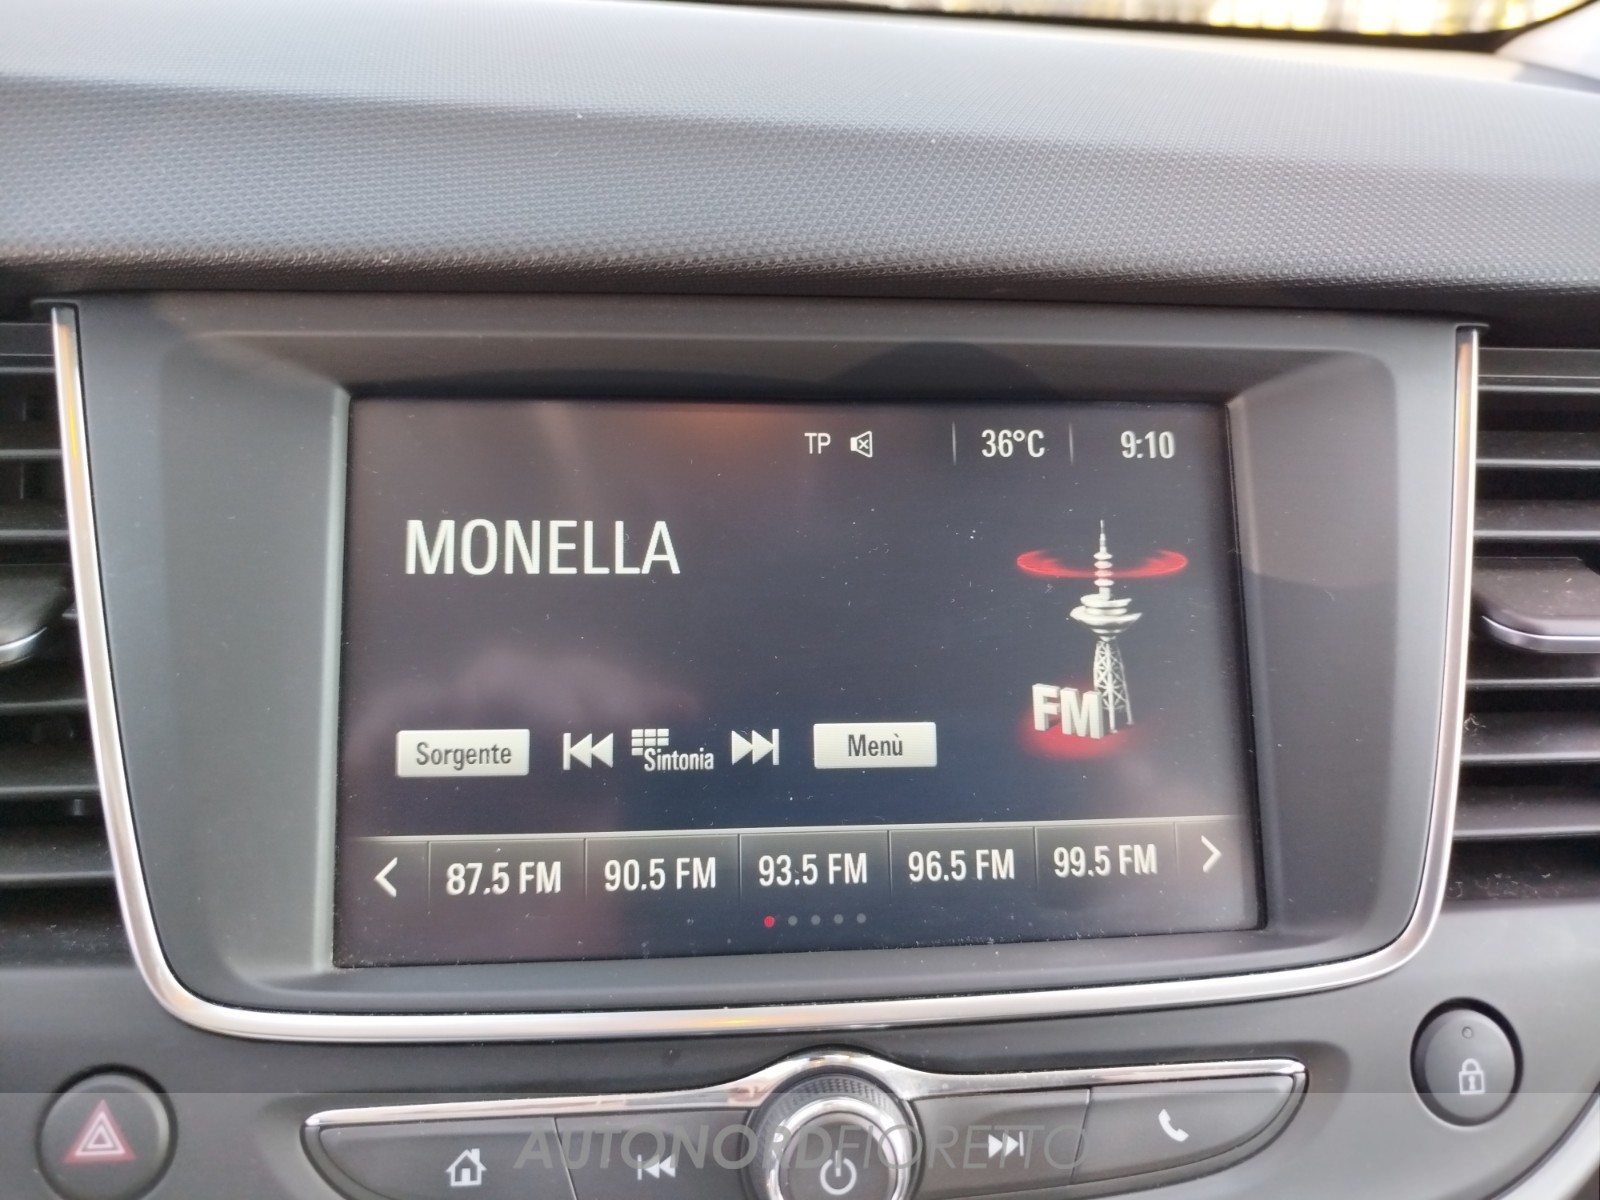 TP 36°C 9:10
MONELLA
FM
Sorgente Sintonia Menù
87.5 FM 90.5 FM 93.5 FM 96.5 FM 99.5 FM
AUTONORDFIORETTO